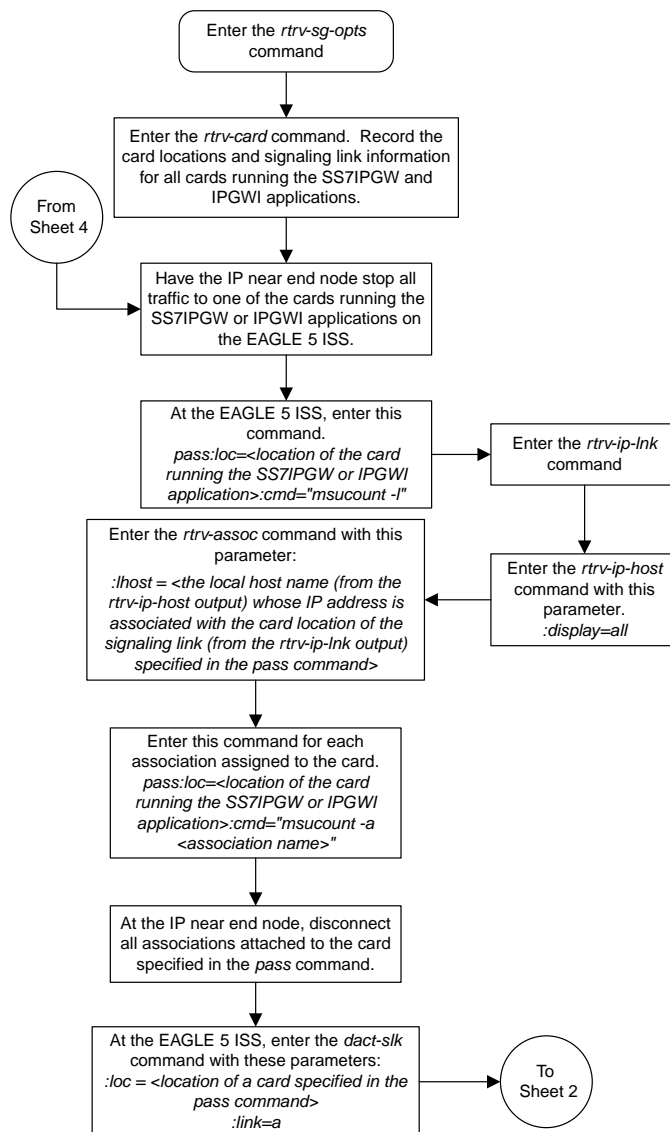 Enter the rtrv-sg-opts
command
Enter the rtrv-card command.  Record the
card locations and signaling link information
for all cards running the SS7IPGW and
IPGWI applications.
From
Sheet 4
Have the IP near end node stop all
traffic to one of the cards running the
SS7IPGW or IPGWI applications on
the EAGLE 5 ISS.
At the EAGLE 5 ISS, enter this
command.
pass:loc=<location of the card
running the SS7IPGW or IPGWI
application>:cmd="msucount -l"
Enter the rtrv-ip-lnk
command
Enter the rtrv-ip-host
command with this
parameter.
:display=all
Enter the rtrv-assoc command with this
parameter:
:lhost = <the local host name (from the
rtrv-ip-host output) whose IP address is
associated with the card location of the
signaling link (from the rtrv-ip-lnk output)
specified in the pass command>
Enter this command for each
association assigned to the card.
pass:loc=<location of the card
running the SS7IPGW or IPGWI
application>:cmd="msucount -a
<association name>"
At the IP near end node, disconnect
all associations attached to the card
specified in the pass command.
At the EAGLE 5 ISS, enter the dact-slk
command with these parameters:
:loc = <location of a card specified in the
pass command>
:link=a
To
Sheet 2